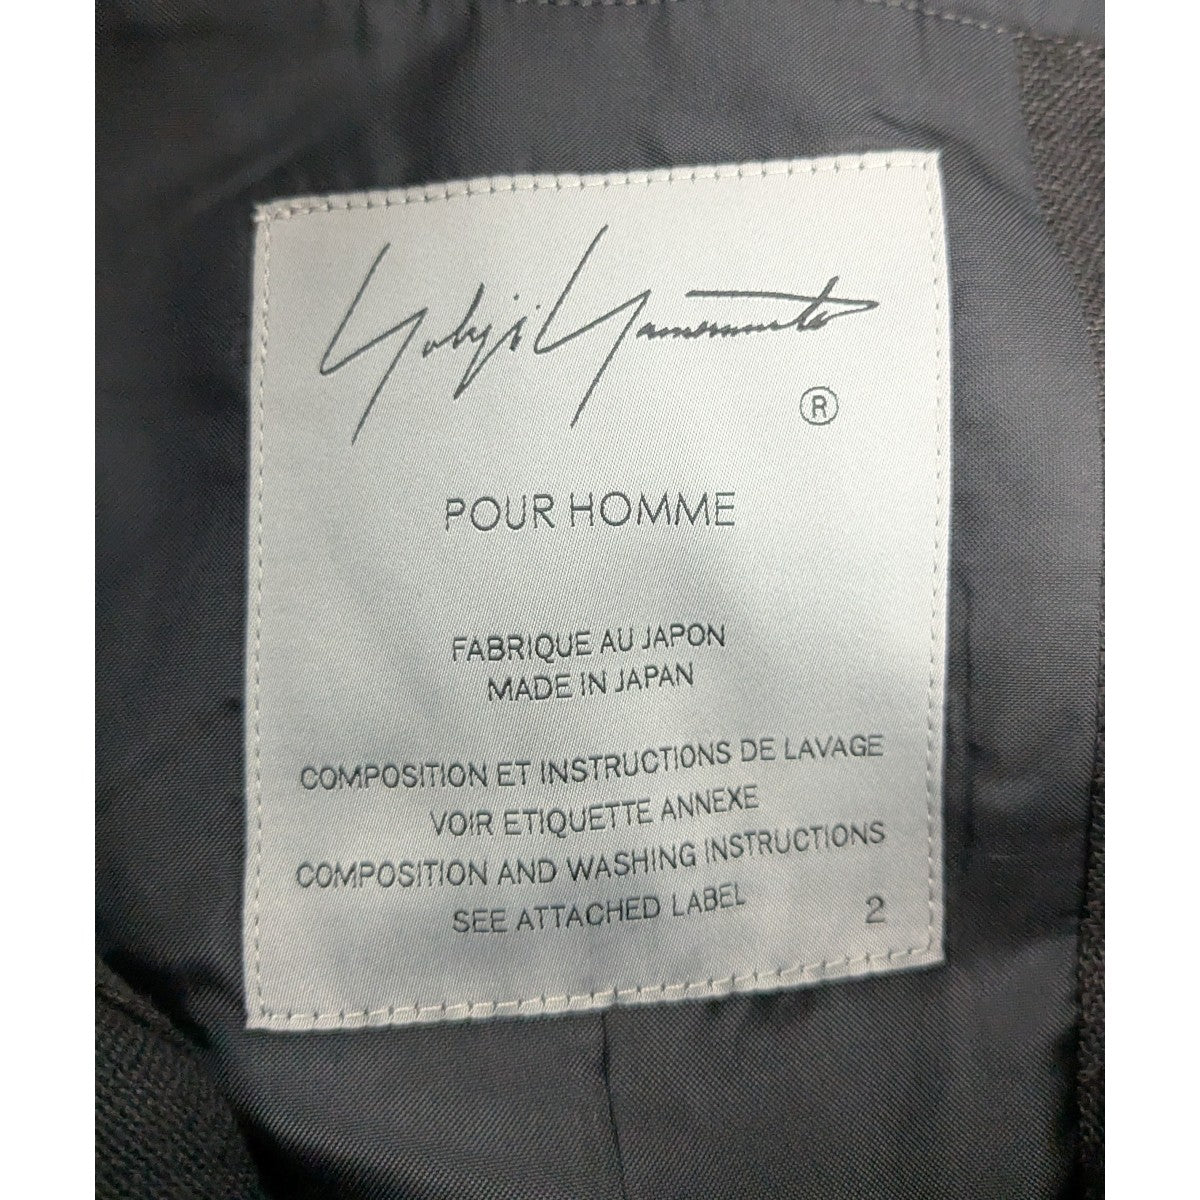 Yohji Yamamoto
®
POUR HOMME
FABRIQUE AU JAPON
MADE IN JAPAN
COMPOSITION ET INSTRUCTIONS DE LAVAGE
VOIR ETIQUETTE ANNEXE
COMPOSITION AND WASHING INSTRUCTIONS
SEE ATTACHED LABEL
2